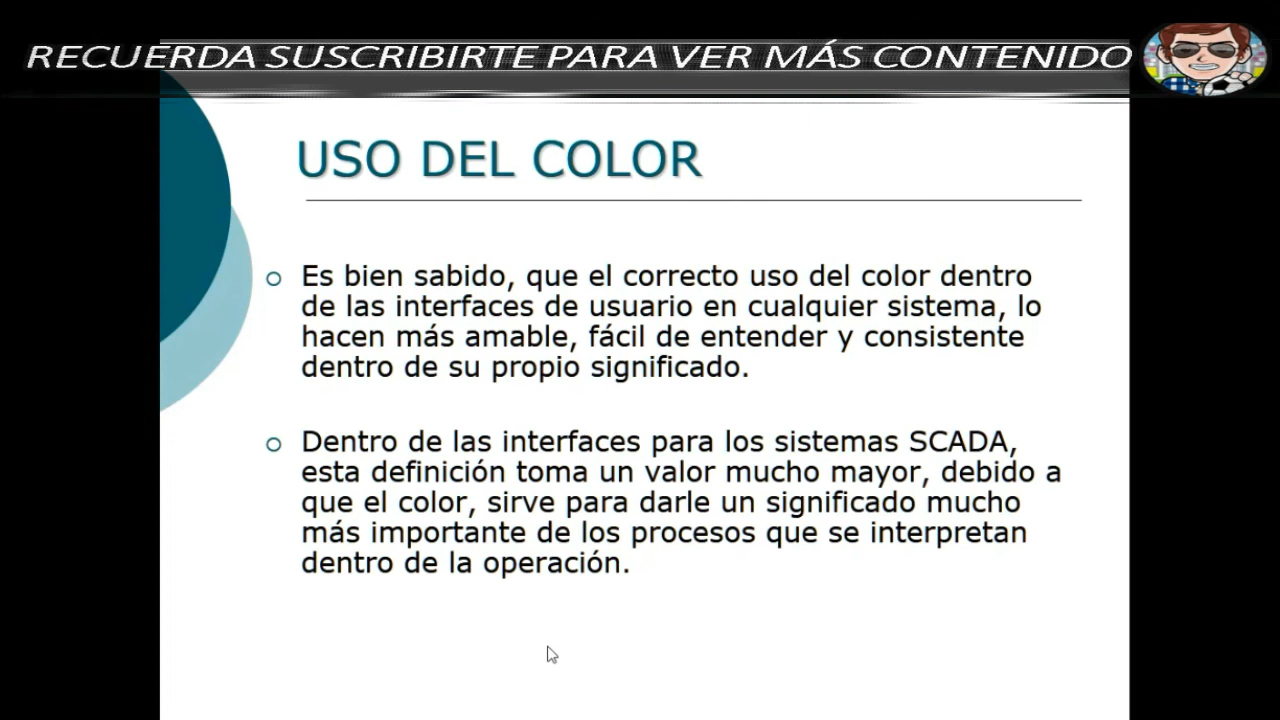 RECUERDA SUSCRIBIRTE PARA VER MÁS CONTENIDO
USO DEL COLOR
Es bien sabido, que el correcto uso del color dentro
de las interfaces de usuario en cualquier sistema, lo
hacen más amable, fácil de entender y consistente
dentro de su propio significado.
Dentro de las interfaces para los sistemas SCADA,
esta definición toma un valor mucho mayor, debido a
que el color, sirve para darle un significado mucho
más importante de los procesos que se interpretan
dentro de la operación.